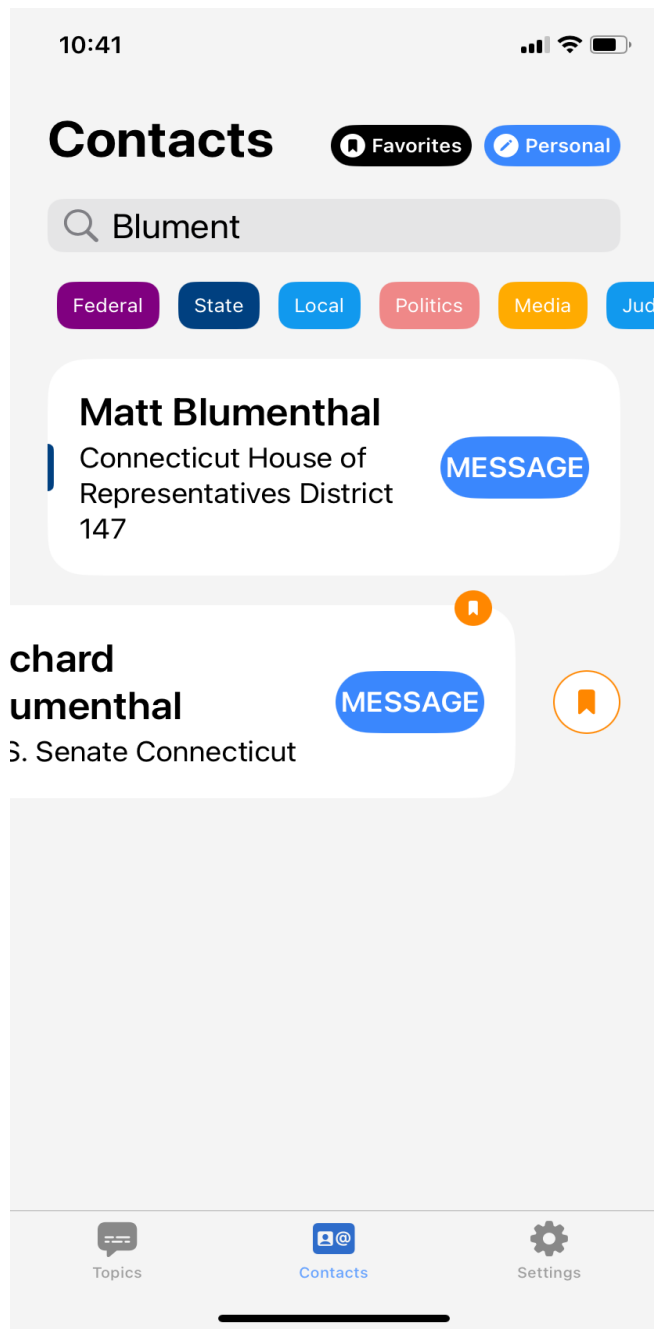 10:41
Contacts
Favorites
Personal
Blument
Federal
State
Local
Politics
Media
Jud
Matt Blumenthal
Connecticut House of
Representatives District
147
MESSAGE
chard
umenthal
S. Senate Connecticut
MESSAGE
Topics
Contacts
Settings